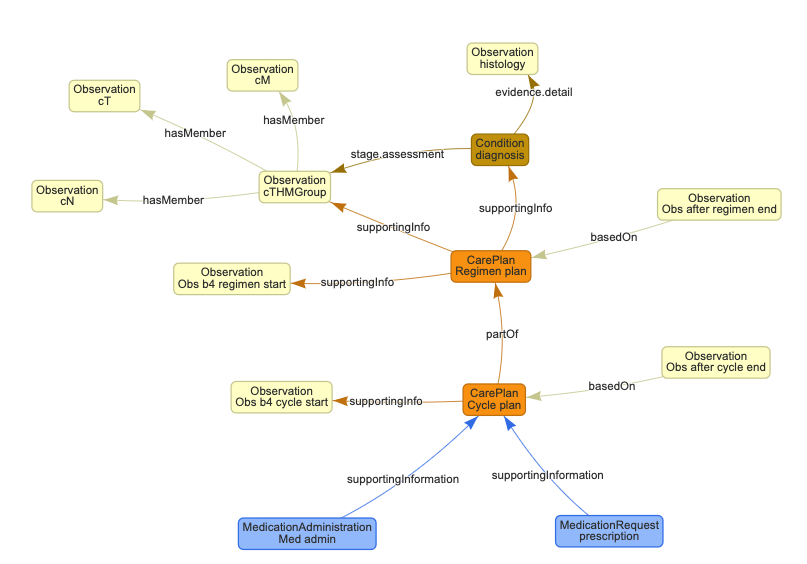 Observation
histology
Observation
cM
Observation
cT
evidence.detail
hasMember
hasMember
Condition
diagnosis
stage.assessment
Observation
cTHMGroup
Observation
cN
hasMember
Observation
Obs after regimen end
supportingInfo
supportingInfo
basedOn
CarePlan
Regimen plan
Observation
Obs b4 regimen start
supportingInfo
partOf
Observation
Obs after cycle end
basedOn
Observation
Obs b4 cycle start
supportingInfo
CarePlan
Cycle plan
supportingInformation
supportingInformation
MedicationAdministration
Med admin
MedicationRequest
prescription